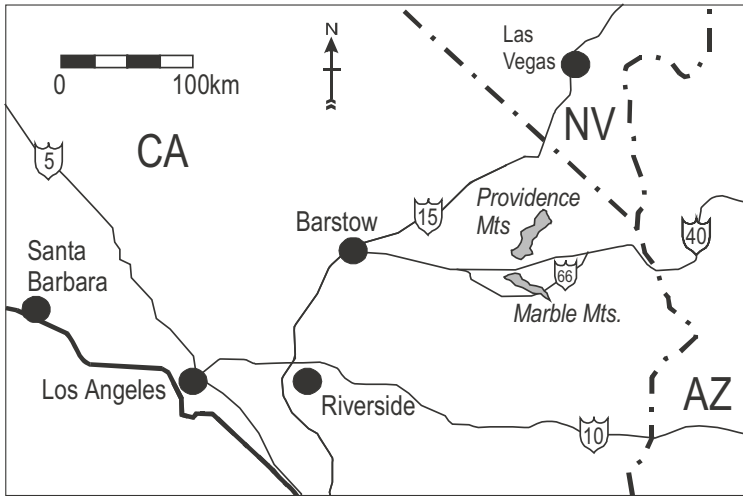 N
Las
Vegas
0
100km
NV
CA
5
Providence
Mts
15
Barstow
40
Santa
Barbara
66
Marble Mts.
Los Angeles
Riverside
AZ
10